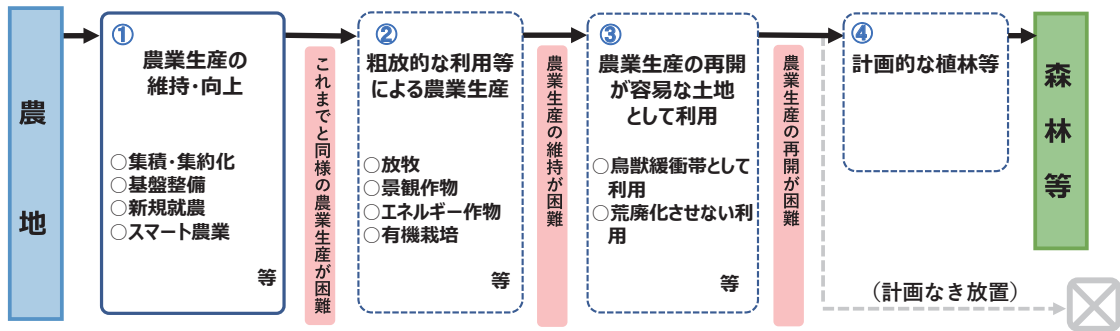 農地
①
農業生産の
維持・向上
○集積・集約化
○基盤整備
○新規就農
○スマート農業
等
これまでと同様の農業生産が困難
②
粗放的な利用等
による農業生産
○放牧
○景観作物
○エネルギー作物
○有機栽培
等
農業生産の維持が困難
③
農業生産の再開
が容易な土地
として利用
○鳥獣緩衝帯として
利用
○荒廃化させない利
用
等
農業生産の再開が困難
④
計画的な植林等
森林等
（計画なき放置）